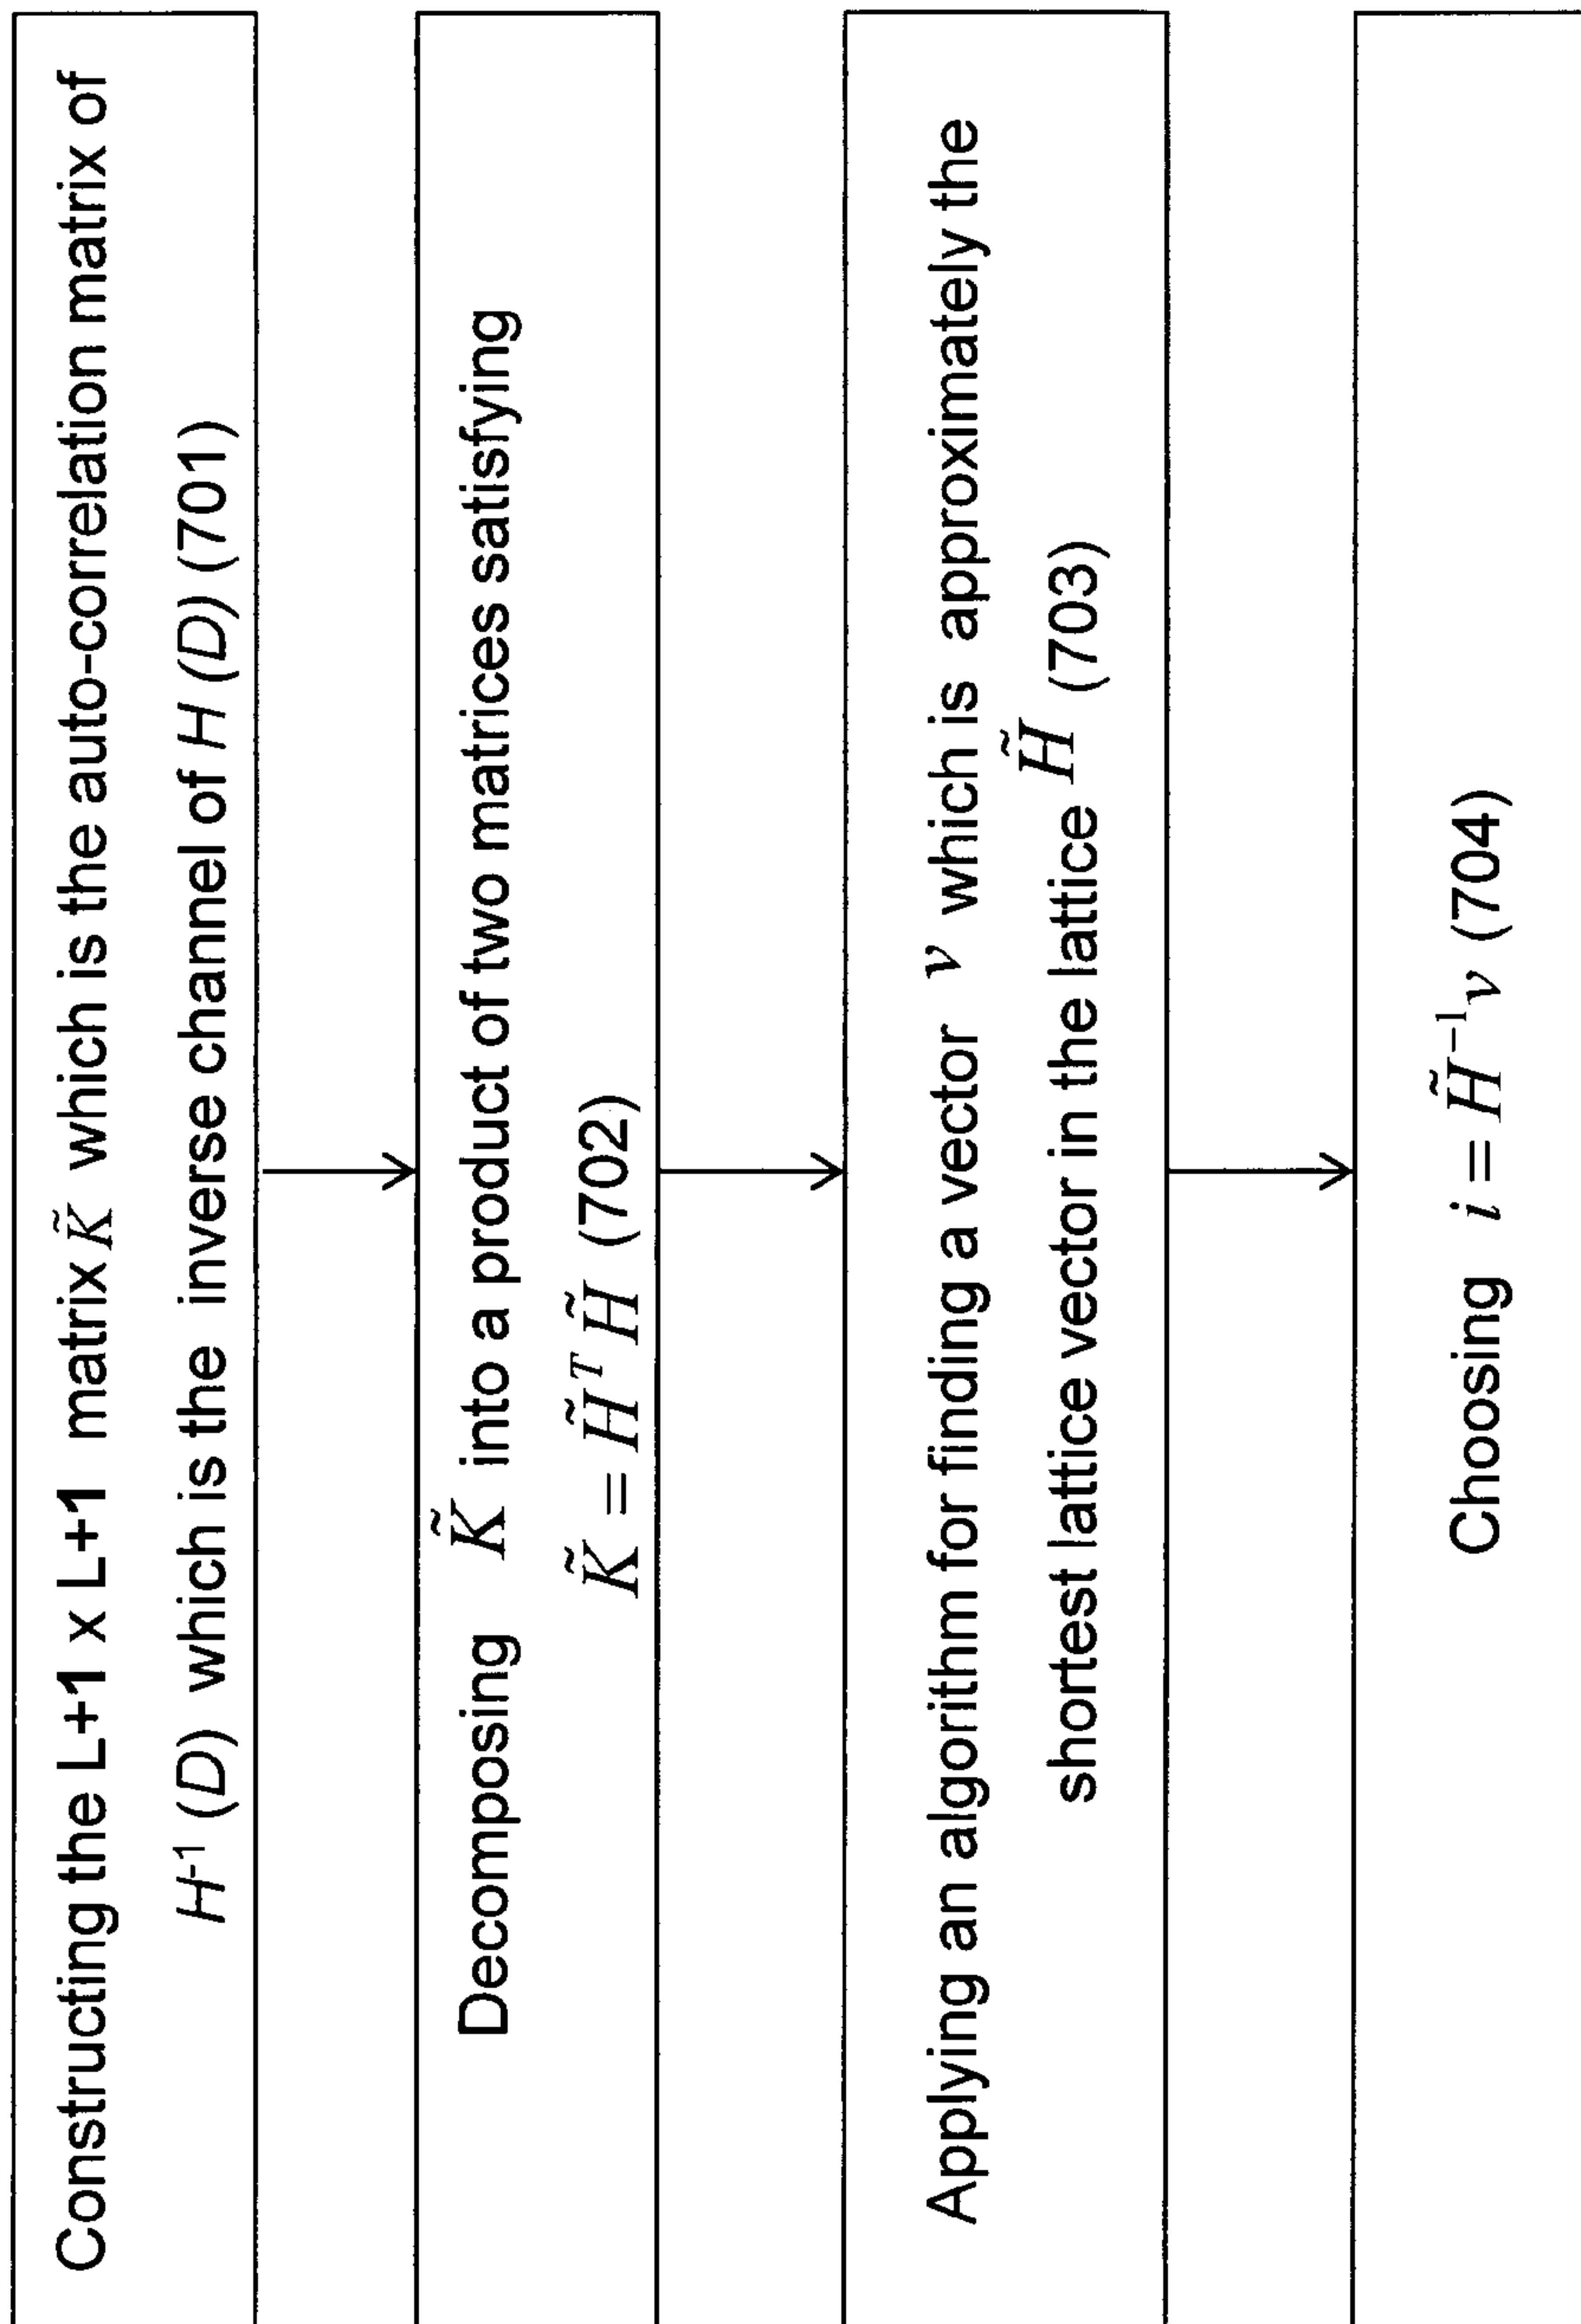 Constructing the L+1 x L+1 matrix K̃ which is the auto-correlation matrix of
H⁻¹ (D) which is the inverse channel of H (D) (701)
Decomposing K̃ into a product of two matrices satisfying
K̃ = H̃ᵀ H̃ (702)
Applying an algorithm for finding a vector v which is approximately the
shortest lattice vector in the lattice H̃ (703)
Choosing i = H̃⁻¹v (704)